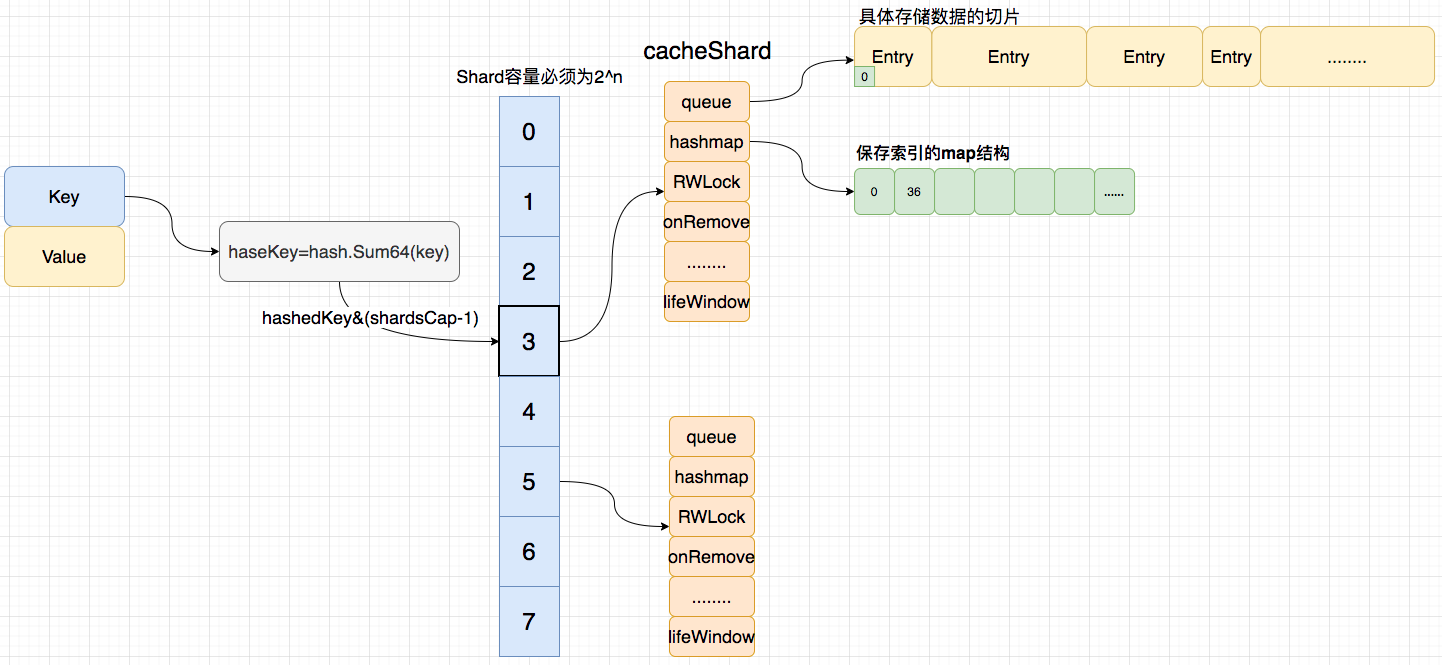 Key
Value
haseKey=hash.Sum64(key)
hashedKey&(shardsCap-1)
Shard容量必须为2^n
0
1
2
3
4
5
6
7
cacheShard
queue
hashmap
RWLock
onRemove
........
lifeWindow
queue
hashmap
RWLock
onRemove
........
lifeWindow
具体存储数据的切片
Entry Entry Entry Entry ........
0
保存索引的map结构
0 36 ......